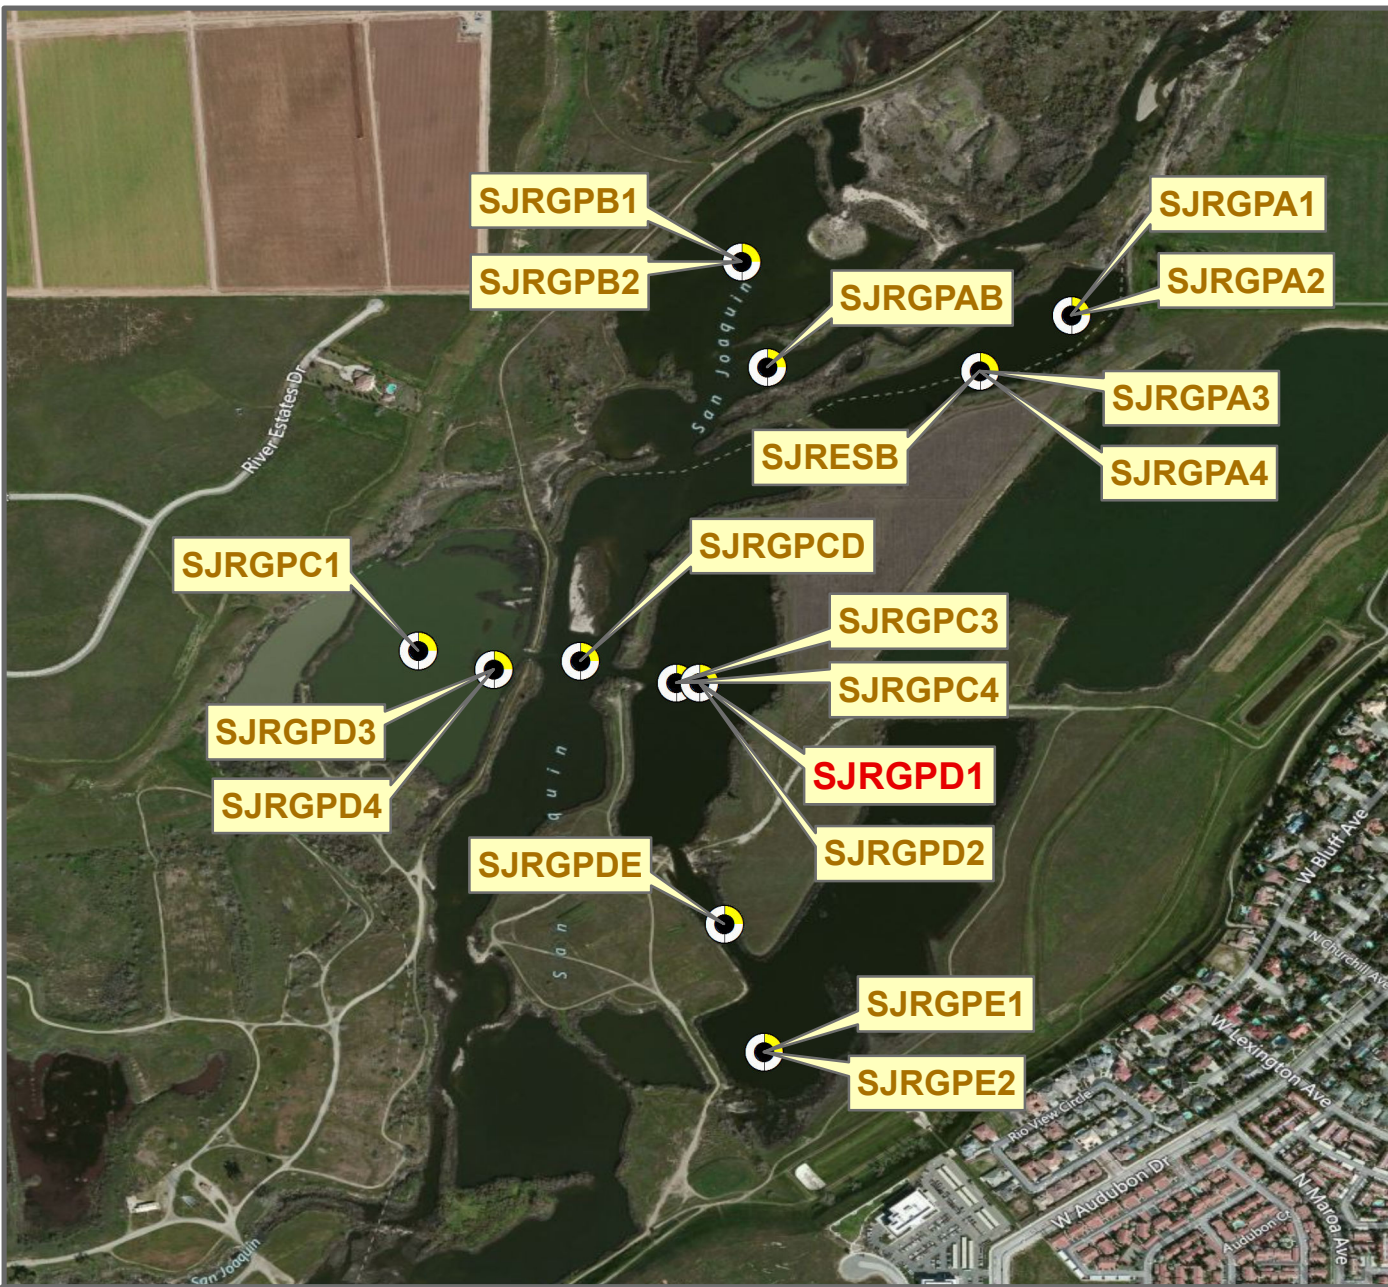 SJRGPB1
SJRGPA1
SJRGPB2
SJRGPAB
SJRGPA2
San Joaquin
River Estates Dr
SJRGPA3
SJRESB
SJRGPA4
SJRGPCD
SJRGPC1
SJRGPC3
SJRGPC4
SJRGPD3
SJRGPD1
SJRGPD4
SJRGPD2
San
quin
SJRGPDE
W Bluff Ave
N Churchill Ave
SJRGPE1
W Lexington Ave
SJRGPE2
Rio View Circle
W Audubon Dr
N Maroa Ave
Audubon Ct
San Joaquin